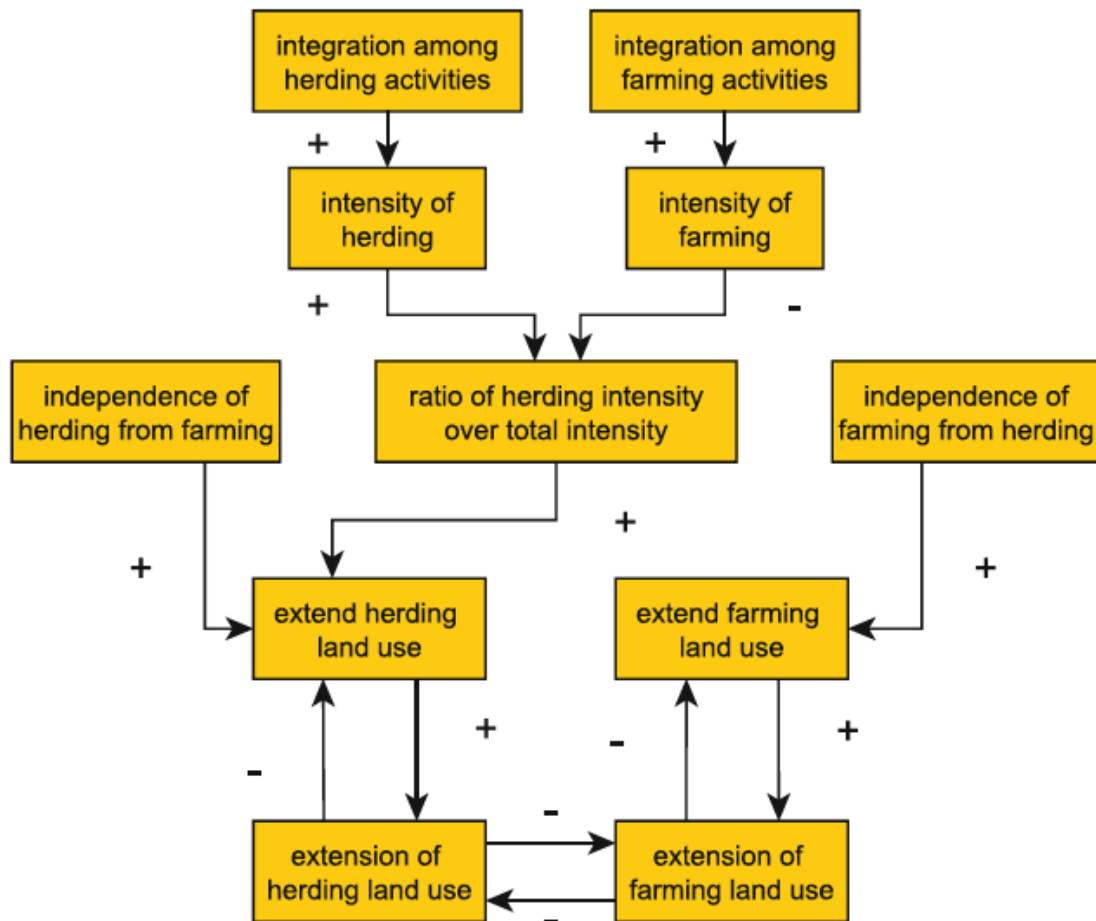 integration among
herding activities
integration among
farming activities
+
+
intensity of
herding
intensity of
farming
+
-
independence of
herding from farming
ratio of herding intensity
over total intensity
independence of
farming from herding
+
+
+
extend herding
land use
extend farming
land use
-
+
-
+
-
extension of
herding land use
extension of
farming land use
-